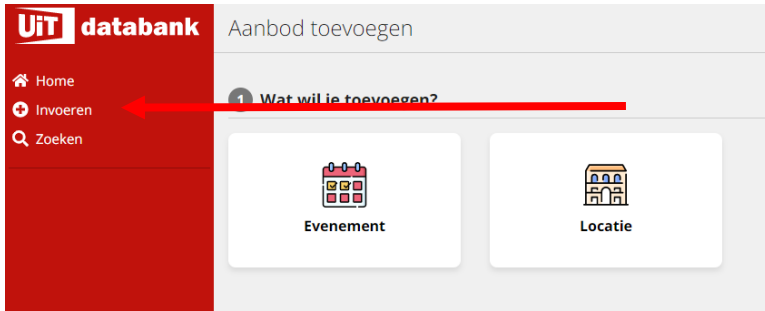 UiT databank
Home
Invoeren
Zoeken
Aanbod toevoegen
1 Wat wil je toevoegen?
Evenement
Locatie